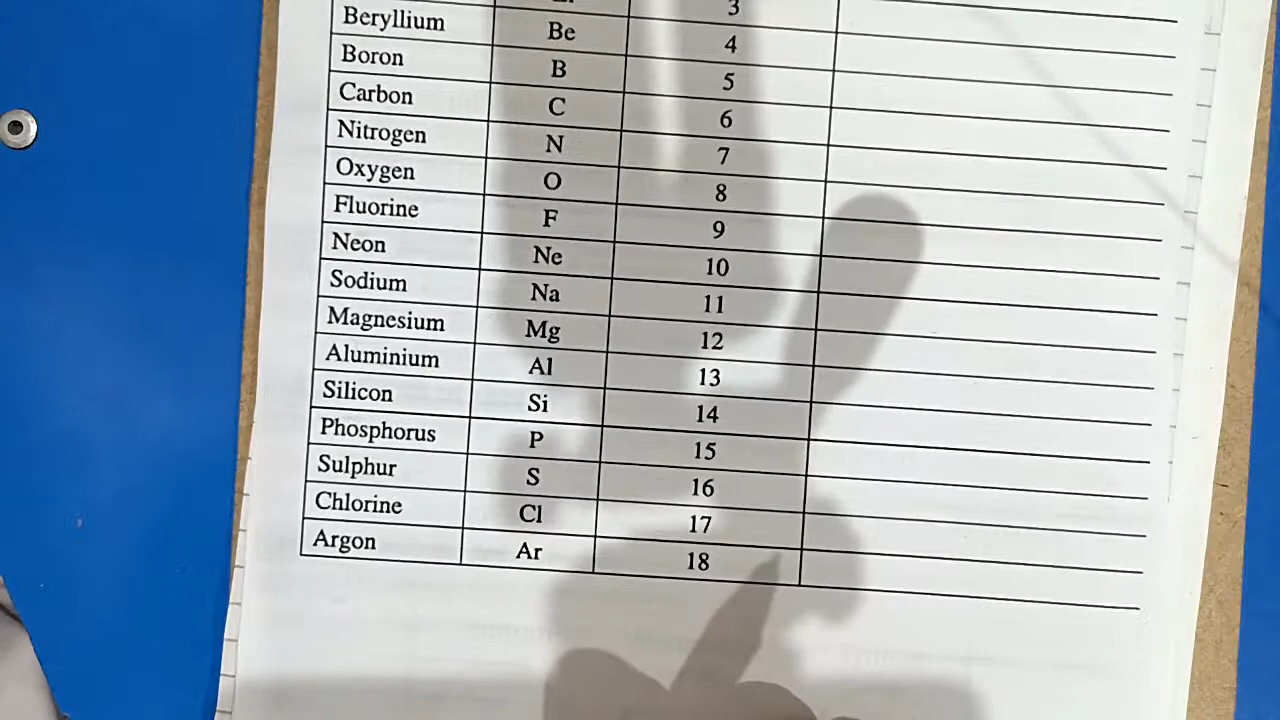 3
Beryllium Be 4
Boron B 5
Carbon C 6
Nitrogen N 7
Oxygen O 8
Fluorine F 9
Neon Ne 10
Sodium Na 11
Magnesium Mg 12
Aluminium Al 13
Silicon Si 14
Phosphorus P 15
Sulphur S 16
Chlorine Cl 17
Argon Ar 18